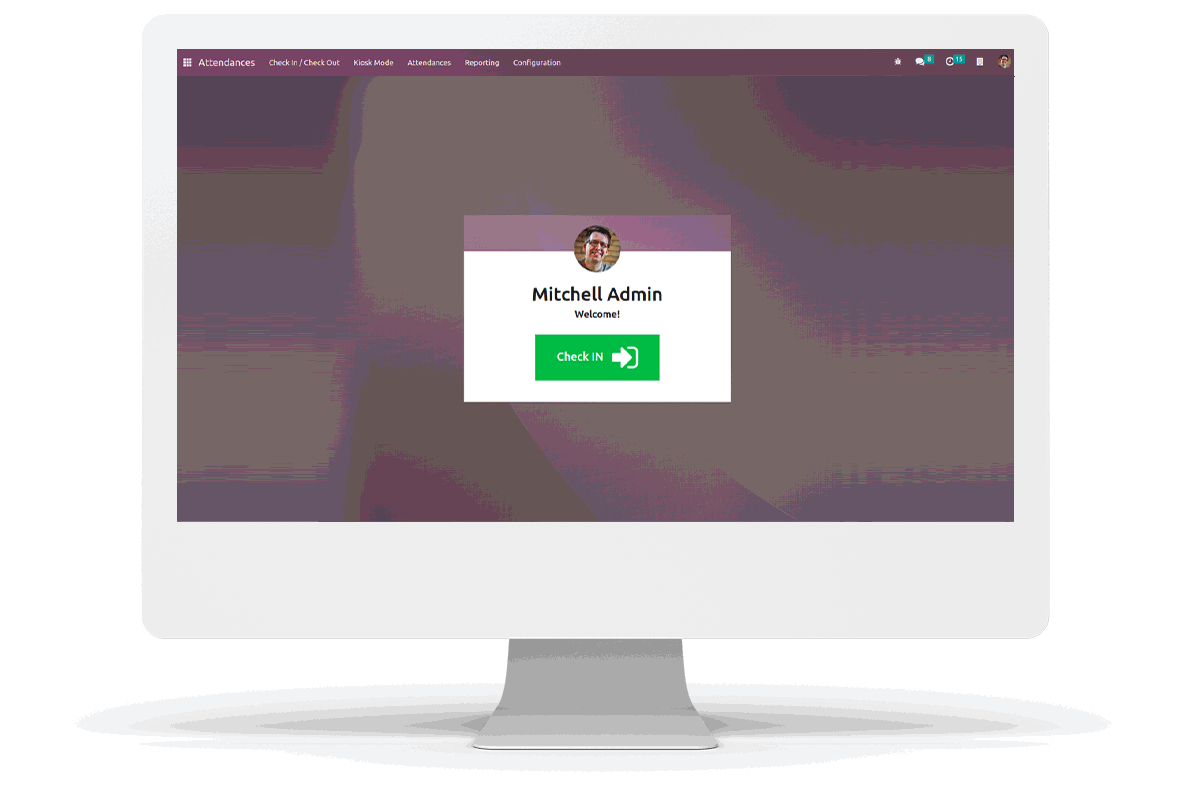 Attendances Check In / Check Out Kiosk Mode Attendances Reporting Configuration 8 15
Mitchell Admin
Welcome!
Check IN